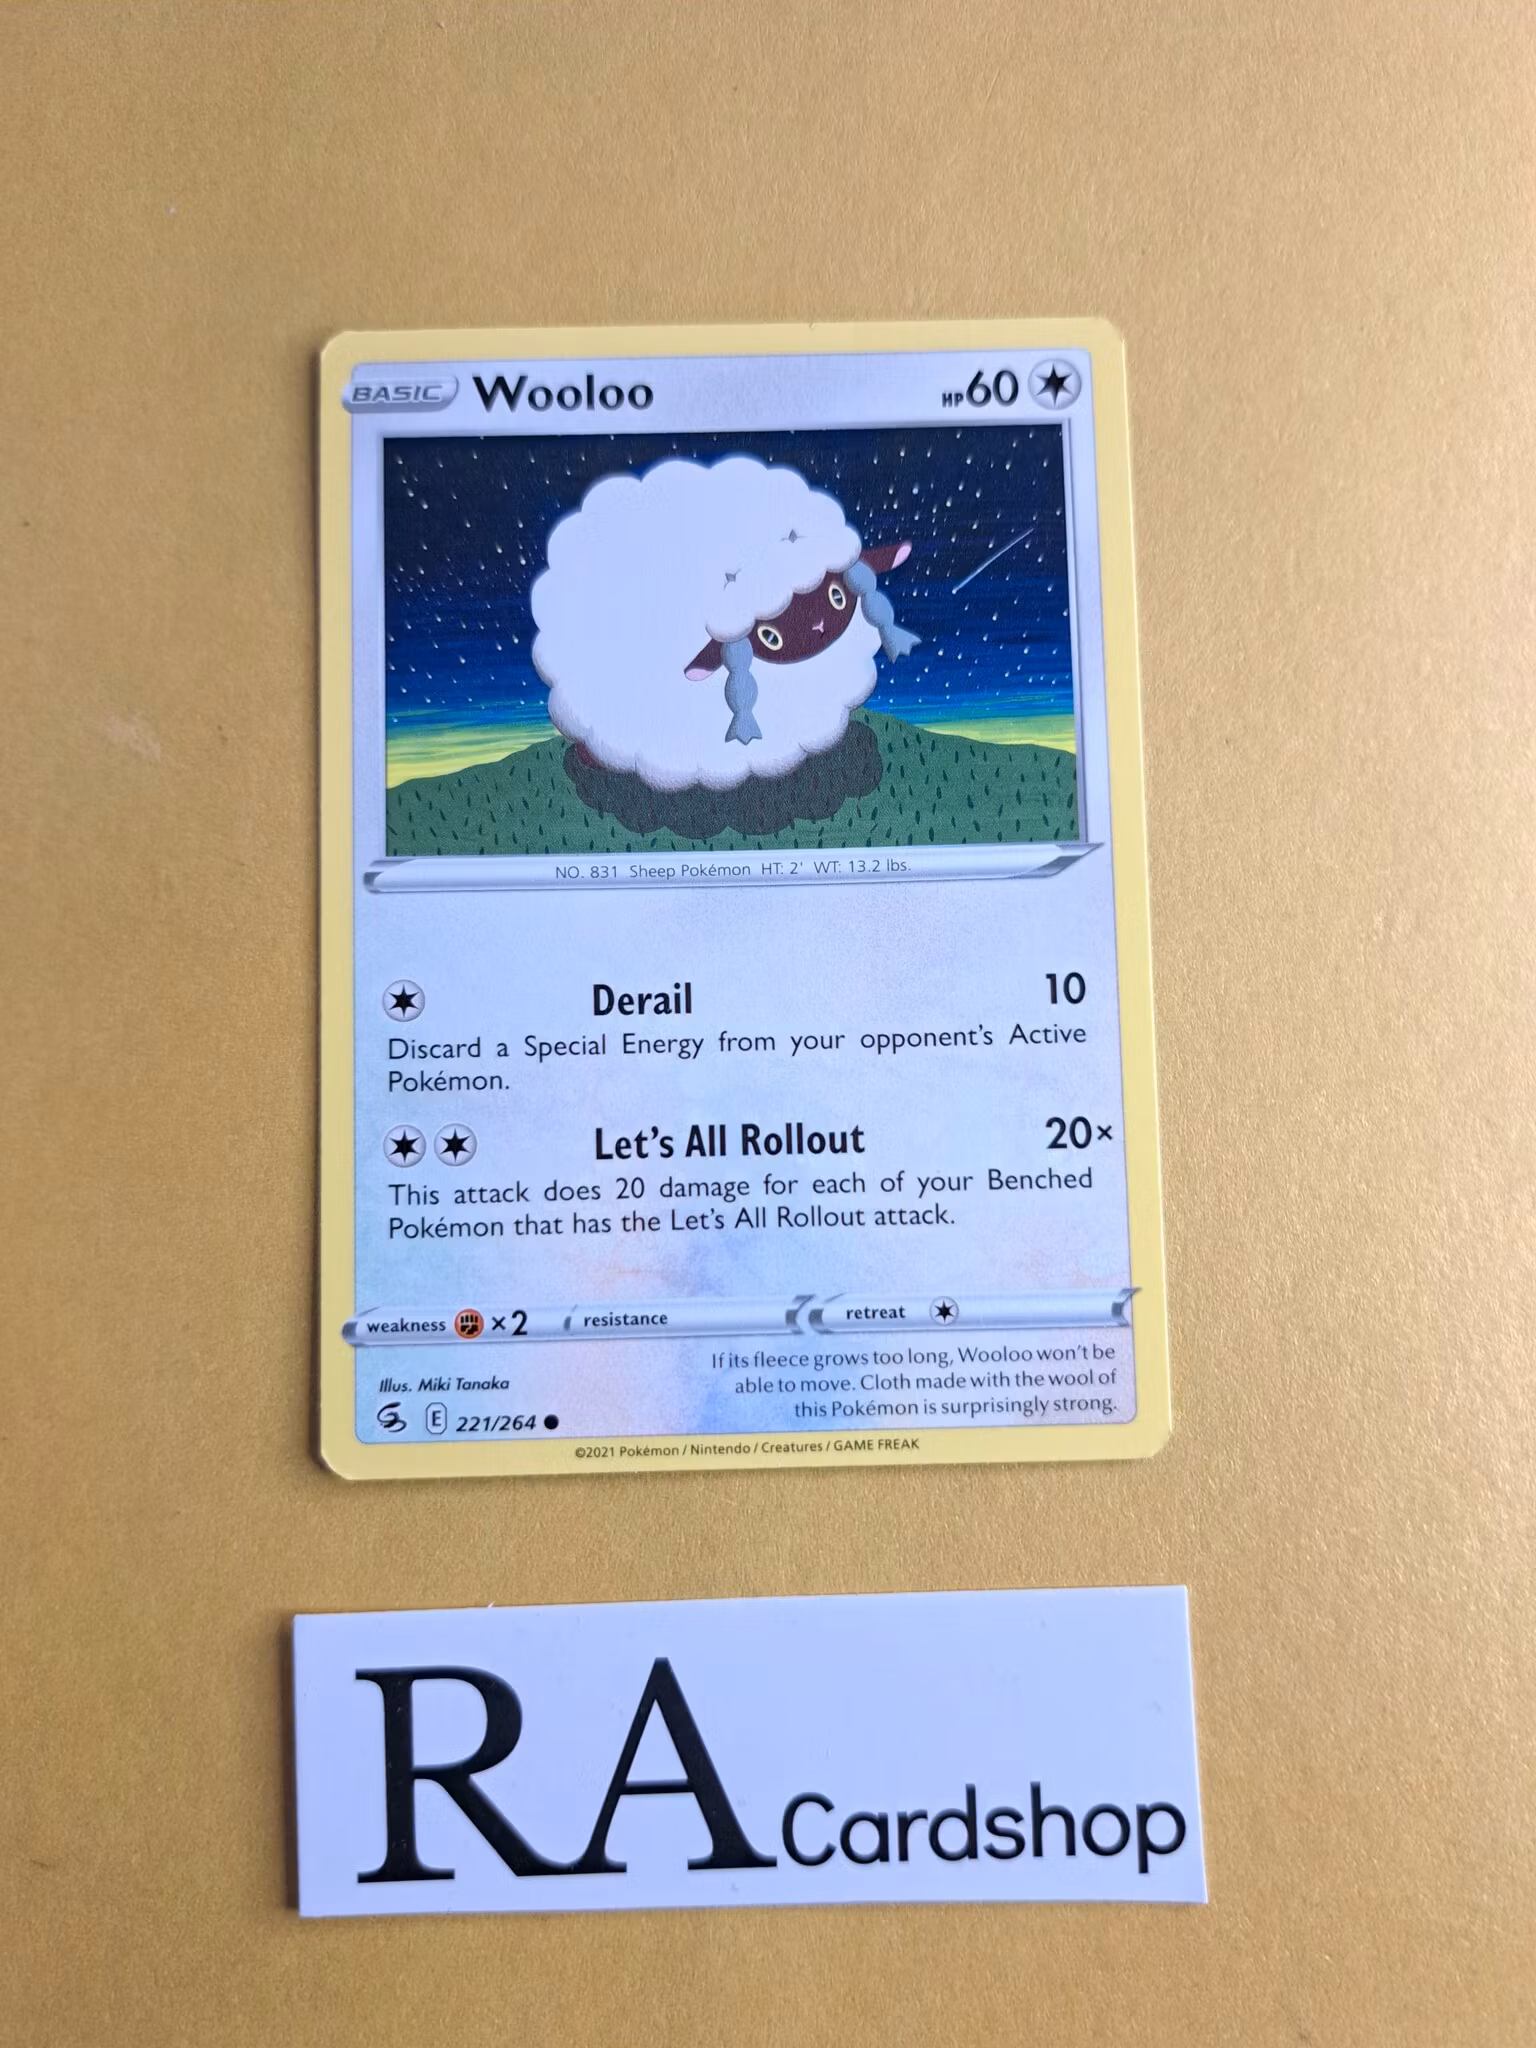 BASIC Wooloo HP60
NO. 831 Sheep Pokémon HT: 2' WT: 13.2 lbs.
Derail 10
Discard a Special Energy from your opponent's Active
Pokémon.
Let's All Rollout 20×
This attack does 20 damage for each of your Benched
Pokémon that has the Let's All Rollout attack.
weakness ×2 resistance retreat
If its fleece grows too long, Wooloo won't be
able to move. Cloth made with the wool of
this Pokémon is surprisingly strong.
Illus. Miki Tanaka
E 221/264
©2021 Pokémon / Nintendo / Creatures / GAME FREAK
RA Cardshop